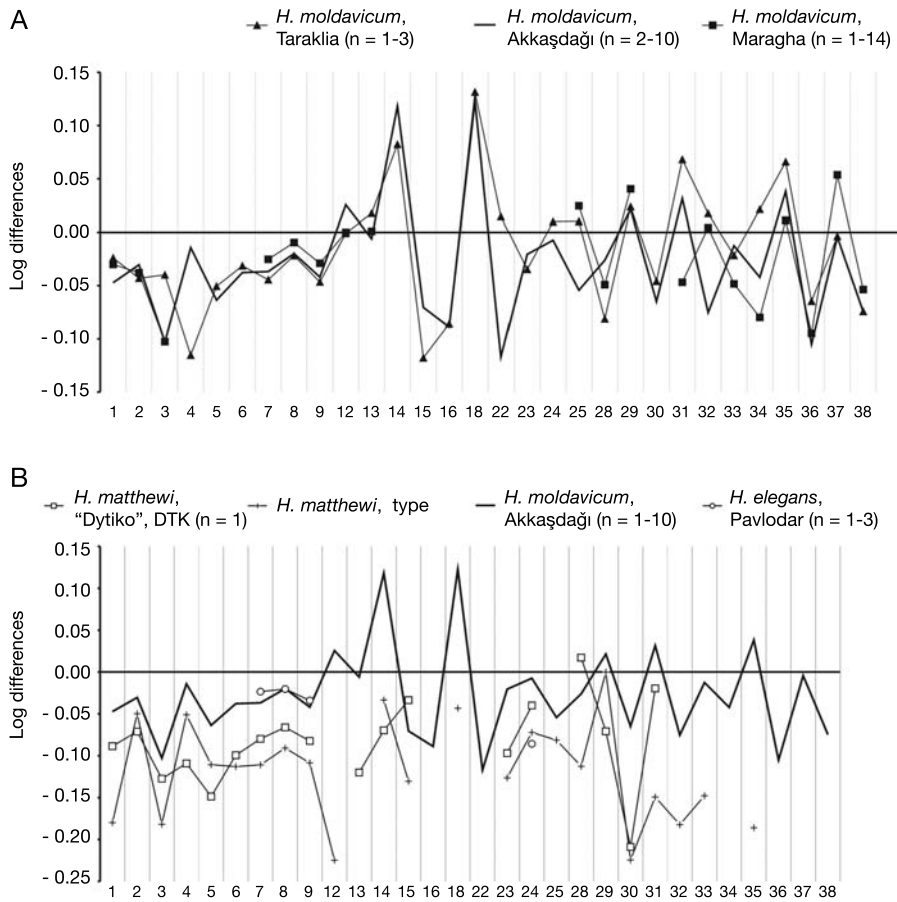 A
H. moldavicum,
Taraklia (n = 1-3)
H. moldavicum,
Akkaşdağı (n = 2-10)
H. moldavicum,
Maragha (n = 1-14)
Log differences
0.15
0.10
0.05
0.00
- 0.05
- 0.10
- 0.15
1 2 3 4 5 6 7 8 9 12 13 14 15 16 18 22 23 24 25 28 29 30 31 32 33 34 35 36 37 38
B
H. matthewi,
“Dytiko”, DTK (n = 1)
H. matthewi, type
H. moldavicum,
Akkaşdağı (n = 1-10)
H. elegans,
Pavlodar (n = 1-3)
Log differences
0.15
0.10
0.05
0.00
- 0.05
- 0.10
- 0.15
- 0.20
- 0.25
1 2 3 4 5 6 7 8 9 12 13 14 15 16 18 22 23 24 25 28 29 30 31 32 33 34 35 36 37 38